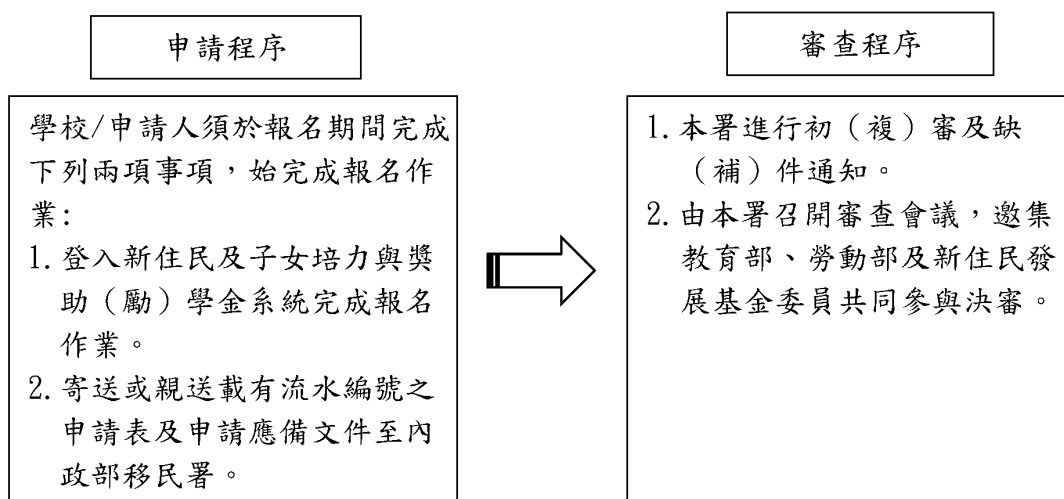 申請程序
學校/申請人須於報名期間完成
下列兩項事項，始完成報名作
業:
1. 登入新住民及子女培力與獎
助（勵）學金系統完成報名
作業。
2. 寄送或親送載有流水編號之
申請表及申請應備文件至內
政部移民署。
審查程序
1. 本署進行初（複）審及缺
（補）件通知。
2. 由本署召開審查會議，邀集
教育部、勞動部及新住民發
展基金委員共同參與決審。